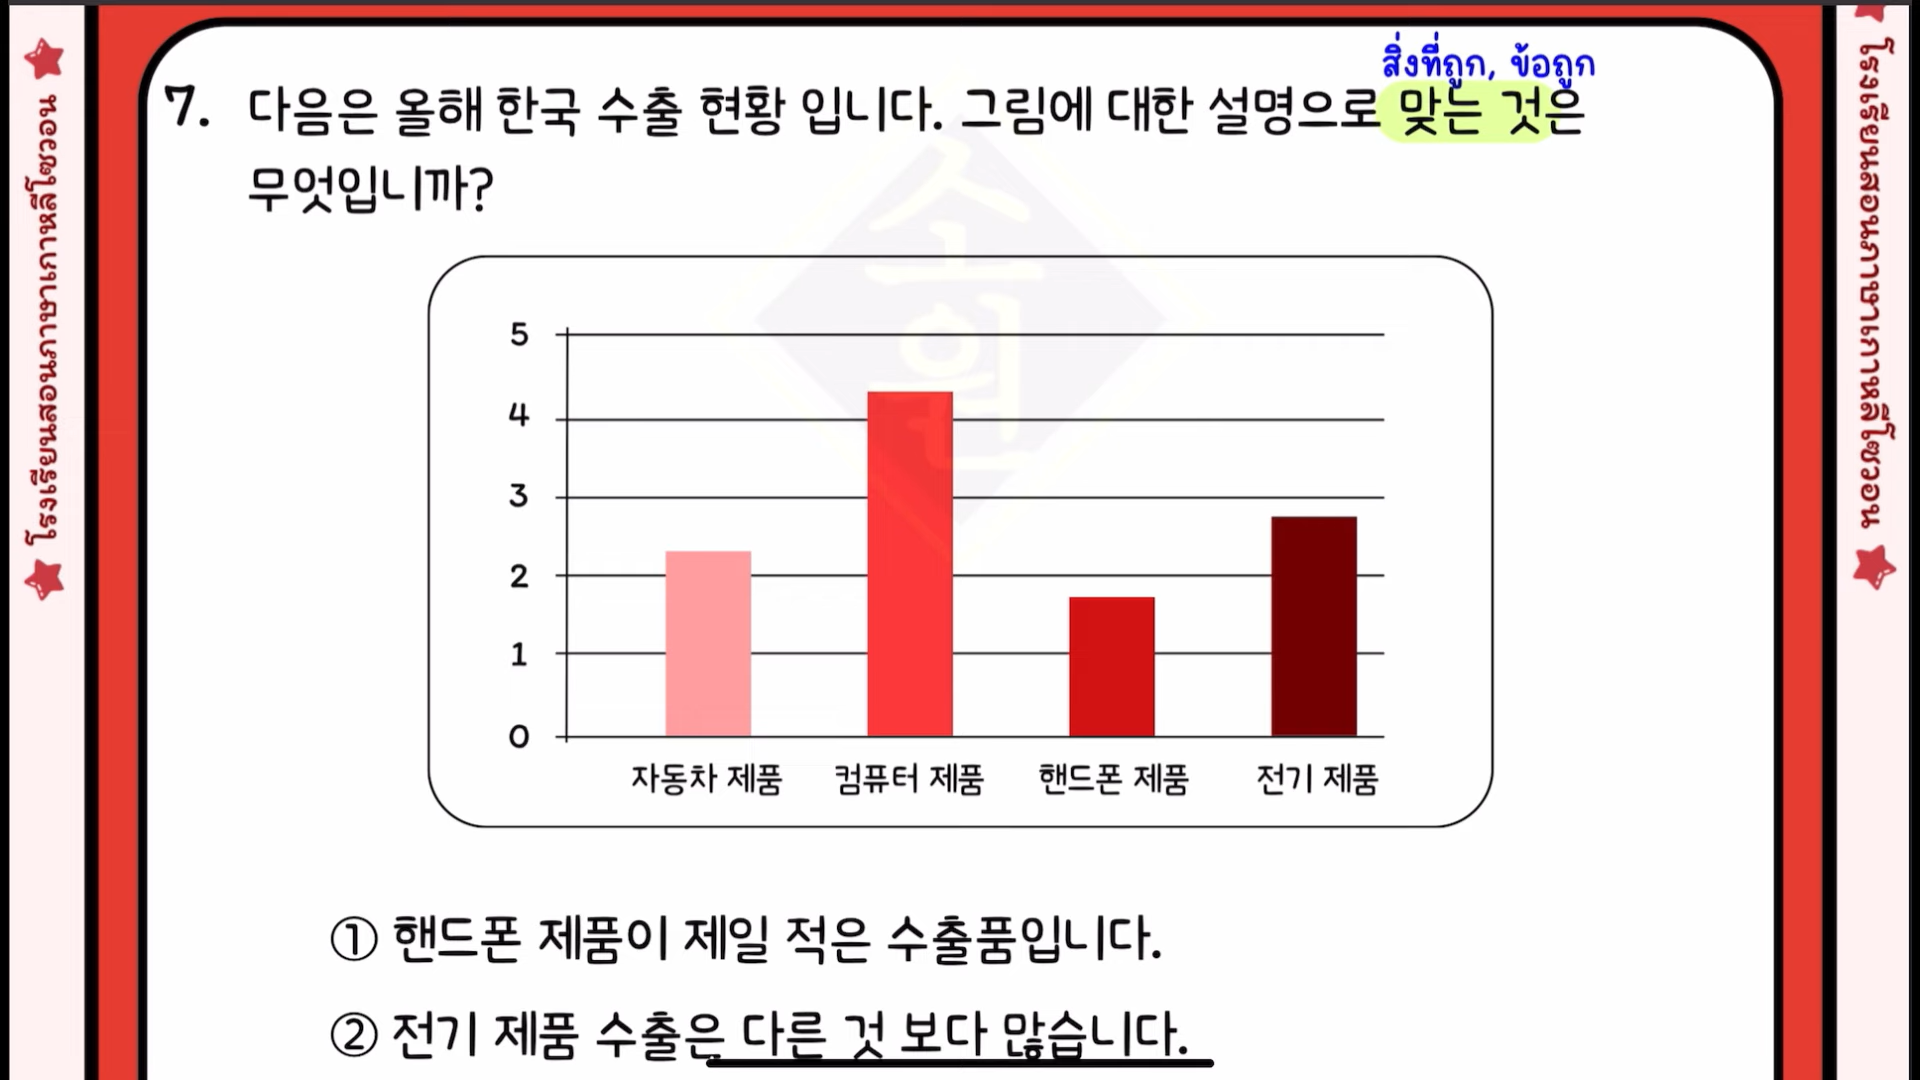 สิ่งที่ถูก, ข้อถูก
7. 다음은 올해 한국 수출 현황 입니다. 그림에 대한 설명으로 맞는 것은
무엇입니까?
소원
5
4
3
2
1
0
자동차 제품 컴퓨터 제품 핸드폰 제품 전기 제품
① 핸드폰 제품이 제일 적은 수출품입니다.
② 전기 제품 수출은 다른 것 보다 많습니다.
โรงเรียนสอนภาษาเกาหลีโซวอน
โรงเรียนสอนภาษาเกาหลีโซวอน